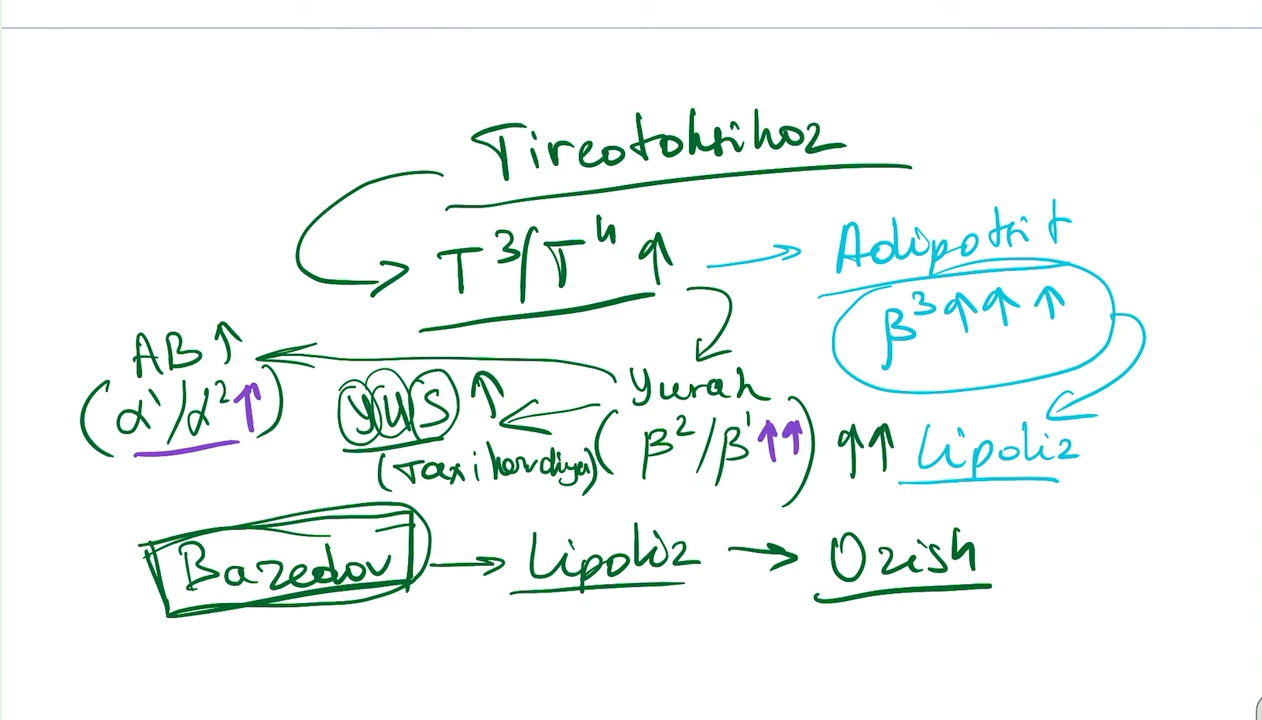 Tireotoksikoz
T³/T⁴ ↑ → Adipotsit
β³ ↑↑↑
AB ↑
(α¹/α² ↑)
YUS ↑
(Taxikardiya)
Yurak
(β²/β¹ ↑↑)
↑↑ Lipoliz
Bazedov → Lipoliz → Ozish